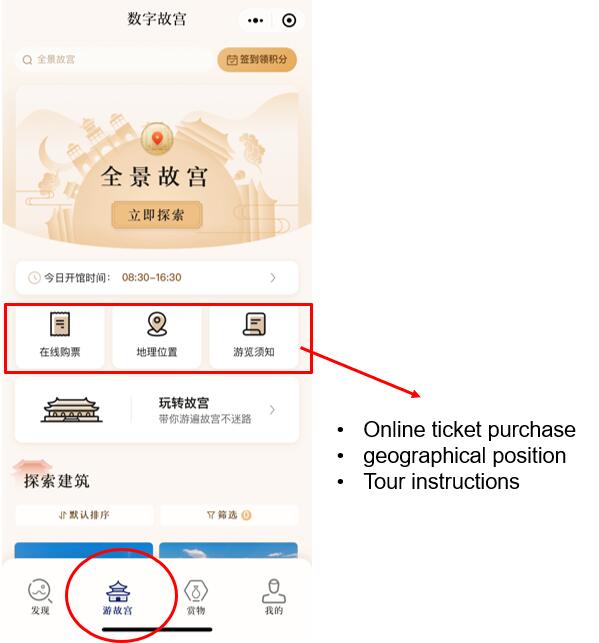 数字故宫
全景故宫
签到领积分
全景故宫
立即探索
今日开馆时间： 08:30-16:30
在线购票
地理位置
游览须知
玩转故宫
带你游遍故宫不迷路
• Online ticket purchase
• geographical position
• Tour instructions
探索建筑
默认排序
筛选 0
发现
游故宫
赏物
我的